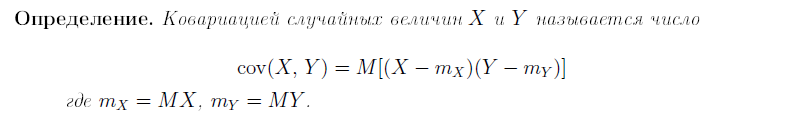 Определение. Ковариацией случайных величин X и Y называется число
cov(X, Y) = M[(X − m_X)(Y − m_Y)]
где m_X = MX, m_Y = MY.